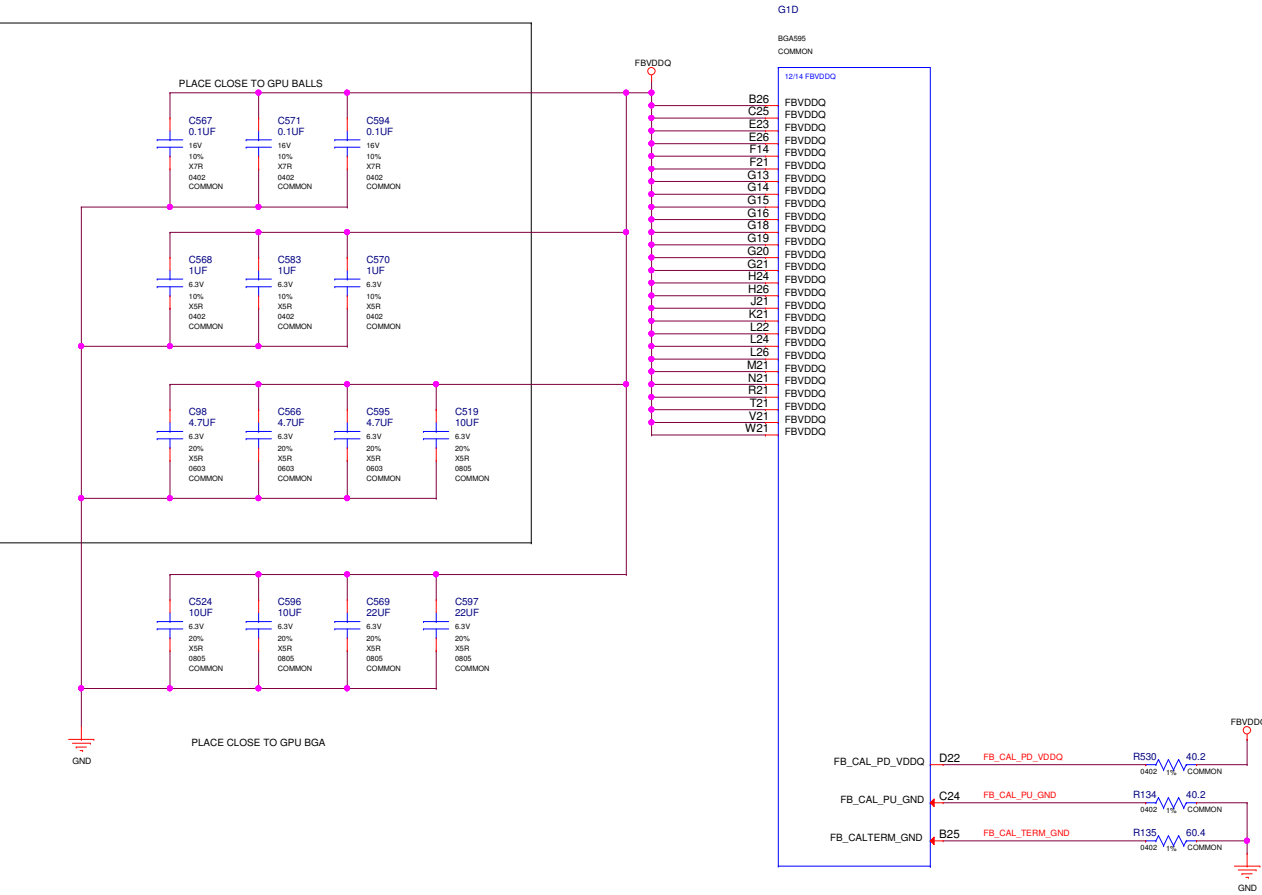 G1D
BGA595
COMMON
FBVDDQ
12/14 FBVDDQ
PLACE CLOSE TO GPU BALLS
C567
0.1UF
16V
10%
X7R
0402
COMMON
C571
0.1UF
16V
10%
X7R
0402
COMMON
C594
0.1UF
16V
10%
X7R
0402
COMMON
C568
1UF
6.3V
10%
X5R
0402
COMMON
C583
1UF
6.3V
10%
X5R
0402
COMMON
C570
1UF
6.3V
10%
X5R
0402
COMMON
C98
4.7UF
6.3V
20%
X5R
0603
COMMON
C566
4.7UF
6.3V
20%
X5R
0603
COMMON
C595
4.7UF
6.3V
20%
X5R
0603
COMMON
C519
10UF
6.3V
20%
X5R
0805
COMMON
C524
10UF
6.3V
20%
X5R
0805
COMMON
C596
10UF
6.3V
20%
X5R
0805
COMMON
C569
22UF
6.3V
20%
X5R
0805
COMMON
C597
22UF
6.3V
20%
X5R
0805
COMMON
PLACE CLOSE TO GPU BGA
GND
B26 FBVDDQ
C25 FBVDDQ
E23 FBVDDQ
E26 FBVDDQ
F14 FBVDDQ
F21 FBVDDQ
G13 FBVDDQ
G14 FBVDDQ
G15 FBVDDQ
G16 FBVDDQ
G18 FBVDDQ
G19 FBVDDQ
G20 FBVDDQ
G21 FBVDDQ
H24 FBVDDQ
H26 FBVDDQ
J21 FBVDDQ
K21 FBVDDQ
L22 FBVDDQ
L24 FBVDDQ
L26 FBVDDQ
M21 FBVDDQ
N21 FBVDDQ
R21 FBVDDQ
T21 FBVDDQ
V21 FBVDDQ
W21 FBVDDQ
FBVDDQ
FB_CAL_PD_VDDQ D22 FB_CAL_PD_VDDQ R530 40.2
0402 1% COMMON
FB_CAL_PU_GND C24 FB_CAL_PU_GND R134 40.2
0402 1% COMMON
FB_CALTERM_GND B25 FB_CAL_TERM_GND R135 60.4
0402 1% COMMON
GND